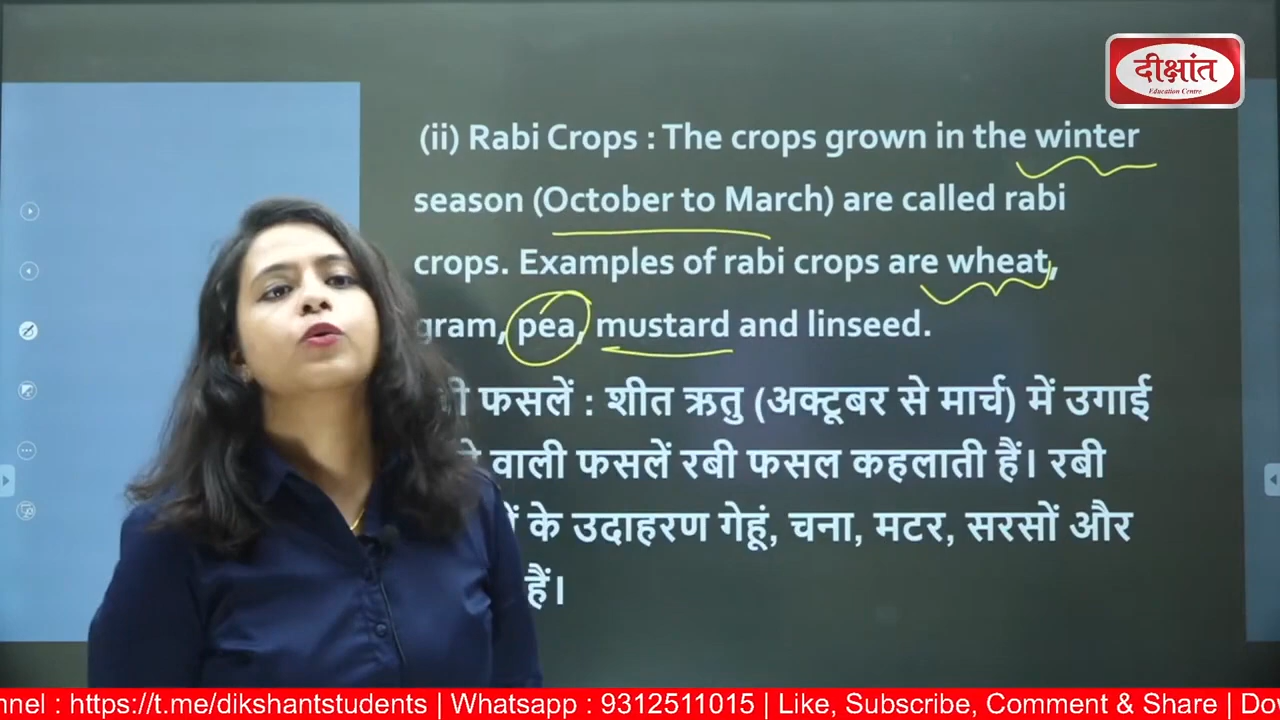 दीक्षांत
Education Centre
(ii) Rabi Crops : The crops grown in the winter
season (October to March) are called rabi
crops. Examples of rabi crops are wheat,
gram, pea, mustard and linseed.
फसलें : शीत ऋतु (अक्टूबर से मार्च) में उगाई
वाली फसलें रबी फसल कहलाती हैं। रबी
के उदाहरण गेहूं, चना, मटर, सरसों और
हैं।
: https://t.me/dikshantstudents | Whatsapp : 9312511015 | Like, Subscribe, Comment & Share |